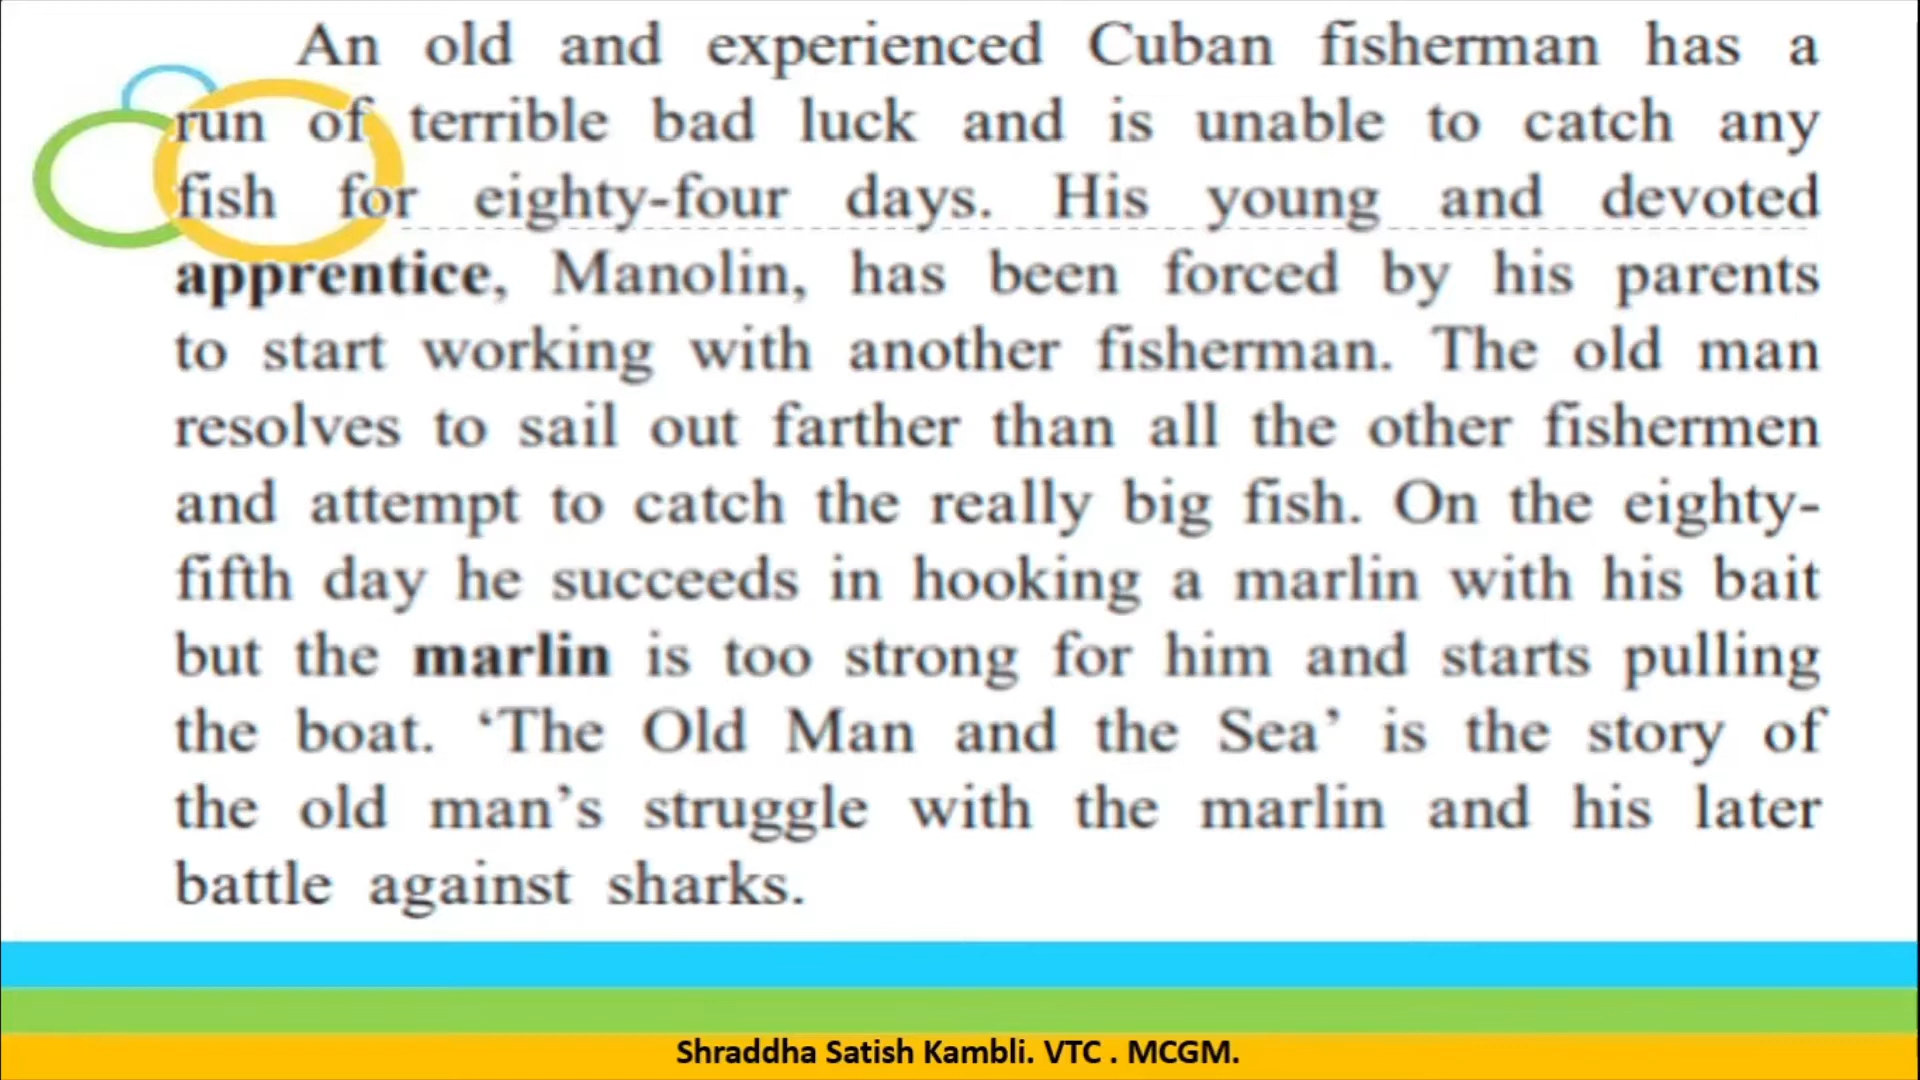 An old and experienced Cuban fisherman has a
run of terrible bad luck and is unable to catch any
fish for eighty-four days. His young and devoted
apprentice, Manolin, has been forced by his parents
to start working with another fisherman. The old man
resolves to sail out farther than all the other fishermen
and attempt to catch the really big fish. On the eighty-
fifth day he succeeds in hooking a marlin with his bait
but the marlin is too strong for him and starts pulling
the boat. ‘The Old Man and the Sea’ is the story of
the old man’s struggle with the marlin and his later
battle against sharks.
Shraddha Satish Kambli. VTC . MCGM.